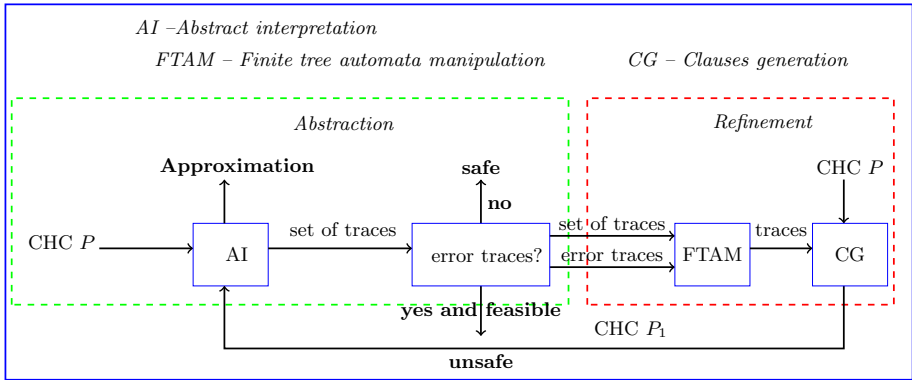 AI –Abstract interpretation
FTAM – Finite tree automata manipulation
CG – Clauses generation
Abstraction
Refinement
Approximation
safe
CHC P
no
set of traces
set of traces
traces
CHC P
AI
error traces?
error traces
FTAM
CG
yes and feasible
CHC P₁
unsafe